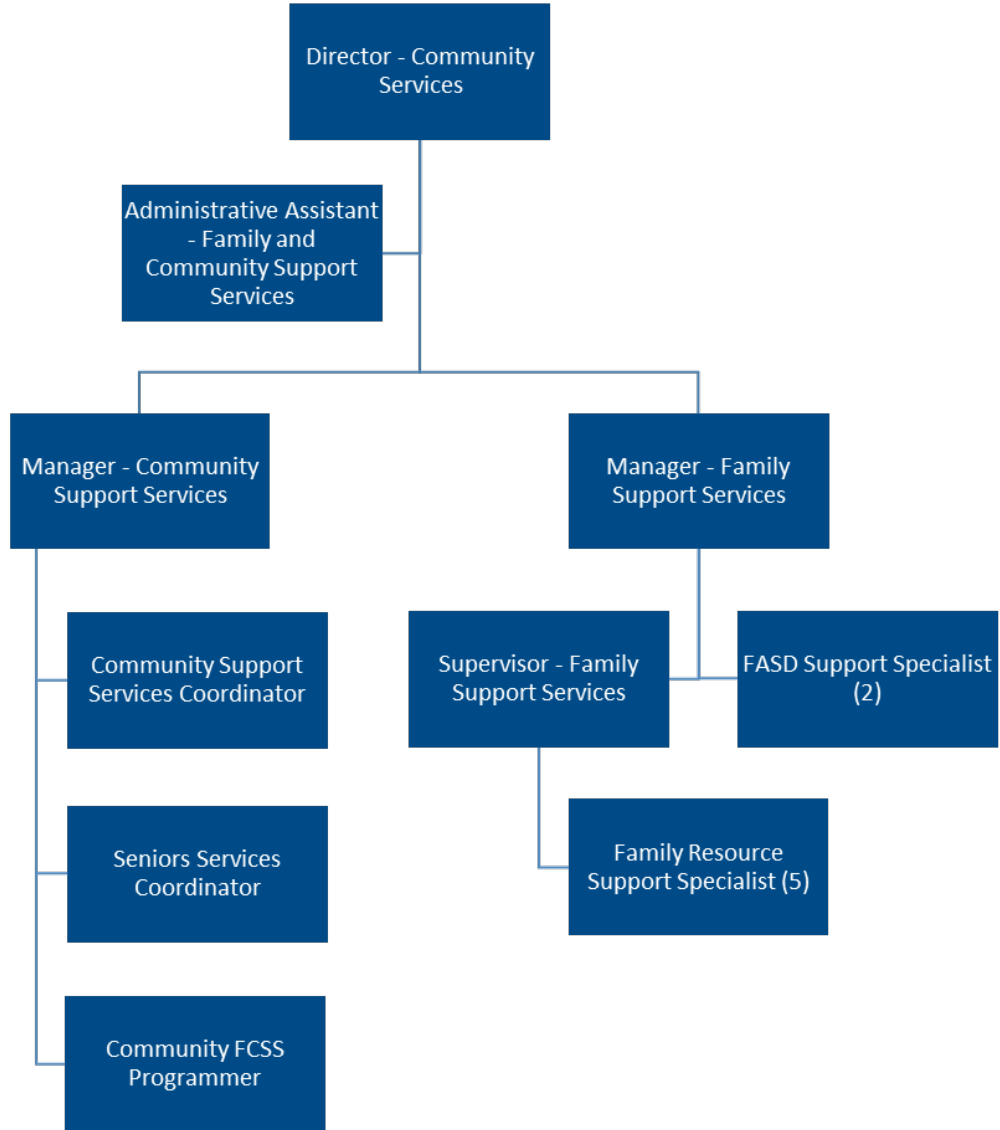 Director - Community
Services
Administrative Assistant
- Family and
Community Support
Services
Manager - Community
Support Services
Manager - Family
Support Services
Community Support
Services Coordinator
Supervisor - Family
Support Services
FASD Support Specialist
(2)
Seniors Services
Coordinator
Family Resource
Support Specialist (5)
Community FCSS
Programmer